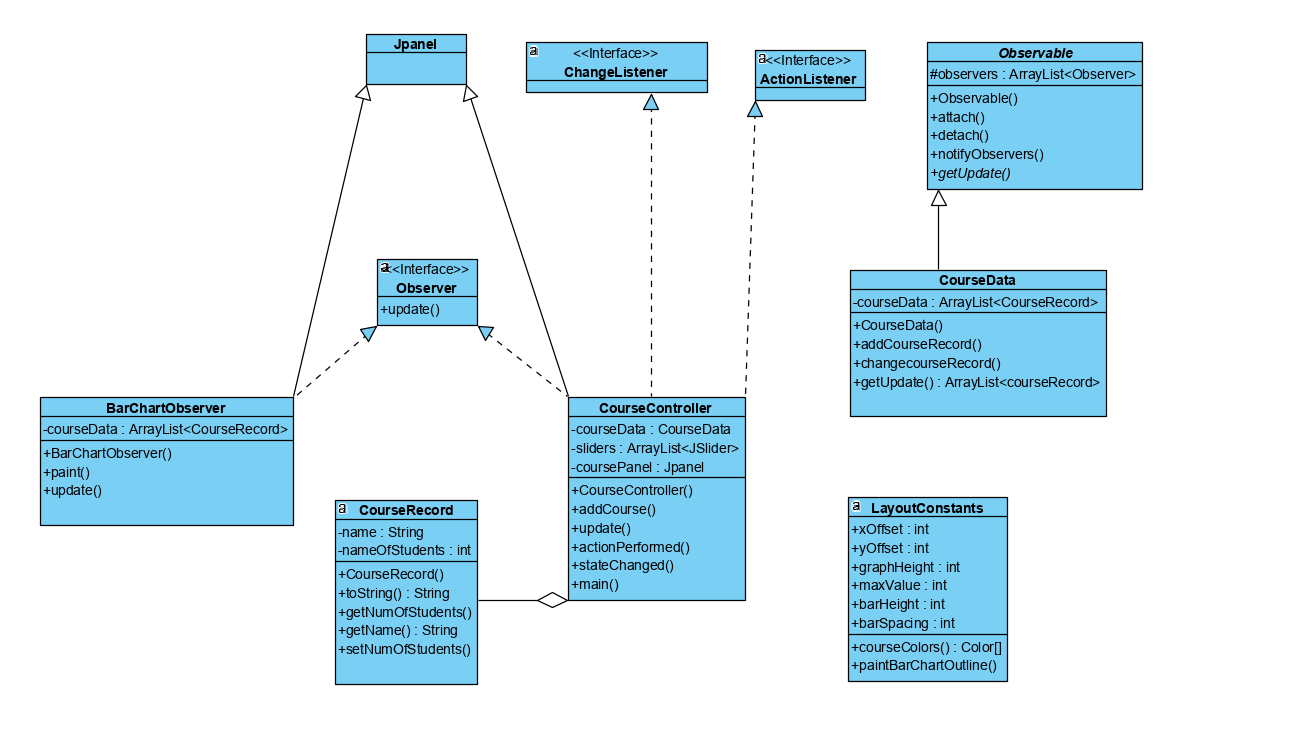 Jpanel
a
<<Interface>>
ChangeListener
a
<<Interface>>
ActionListener
Observable
#observers : ArrayList<Observer>
+Observable()
+attach()
+detach()
+notifyObservers()
+getUpdate()
a
<<Interface>>
Observer
+update()
CourseData
-courseData : ArrayList<CourseRecord>
+CourseData()
+addCourseRecord()
+changecourseRecord()
+getUpdate() : ArrayList<courseRecord>
BarChartObserver
-courseData : ArrayList<CourseRecord>
+BarChartObserver()
+paint()
+update()
CourseController
-courseData : CourseData
-sliders : ArrayList<JSlider>
-coursePanel : Jpanel
+CourseController()
+addCourse()
+update()
+actionPerformed()
+stateChanged()
+main()
a
CourseRecord
-name : String
-nameOfStudents : int
+CourseRecord()
+toString() : String
+getNumOfStudents()
+getName() : String
+setNumOfStudents()
a
LayoutConstants
+xOffset : int
+yOffset : int
+graphHeight : int
+maxValue : int
+barHeight : int
+barSpacing : int
+courseColors() : Color[]
+paintBarChartOutline()